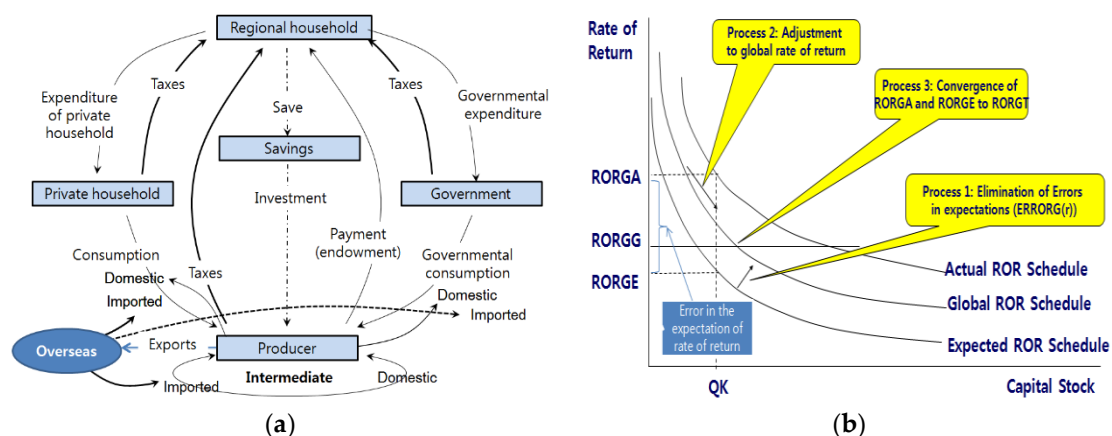 Regional household
Taxes
Taxes
Expenditure
of private
household
Governmental
expenditure
Save
Savings
Private household
Government
Investment
Payment
(endowment)
Consumption
Governmental
consumption
Taxes
Domestic
Imported
Domestic
Imported
Overseas
Exports
Producer
Intermediate
Imported
Domestic
(a)
Rate of
Return
Process 2: Adjustment
to global rate of return
Process 3: Convergence of
RORGA and RORGE to RORGT
Process 1: Elimination of Errors
in expectations (ERRORG(r))
RORGA
RORGG
RORGE
Actual ROR Schedule
Global ROR Schedule
Expected ROR Schedule
Error in the
expectation of
rate of return
QK
Capital Stock
(b)